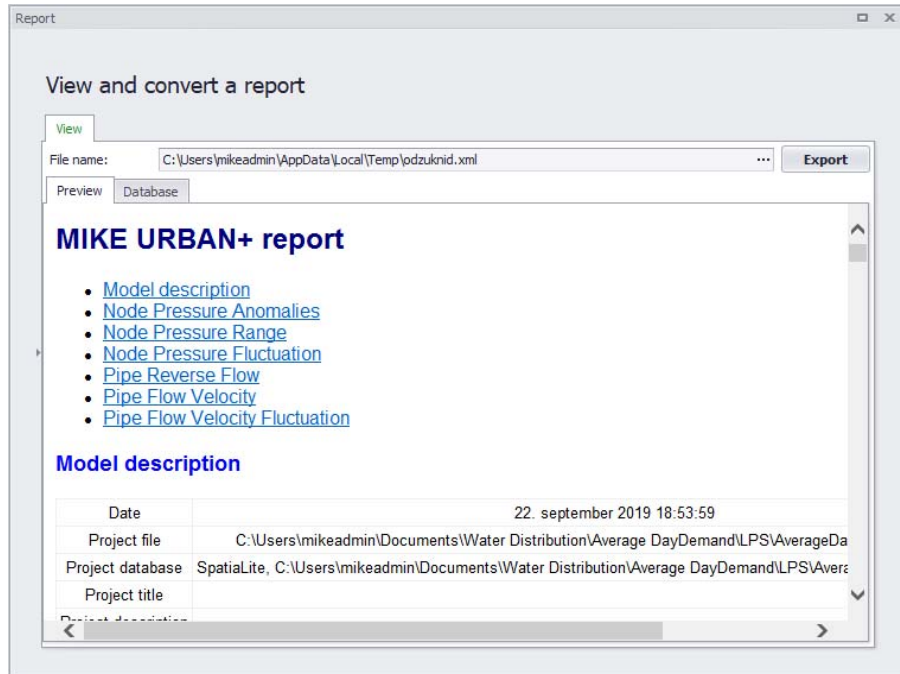 Report
View and convert a report
View
File name: C:\Users\mikeadmin\AppData\Local\Temp\odzuknid.xml ... Export
Preview Database
MIKE URBAN+ report
Model description
Node Pressure Anomalies
Node Pressure Range
Node Pressure Fluctuation
Pipe Reverse Flow
Pipe Flow Velocity
Pipe Flow Velocity Fluctuation
Model description
Date 22. september 2019 18:53:59
Project file C:\Users\mikeadmin\Documents\Water Distribution\Average DayDemand\LPS\AverageDa
Project database SpatiaLite, C:\Users\mikeadmin\Documents\Water Distribution\Average DayDemand\LPS\Avera
Project title
Project description